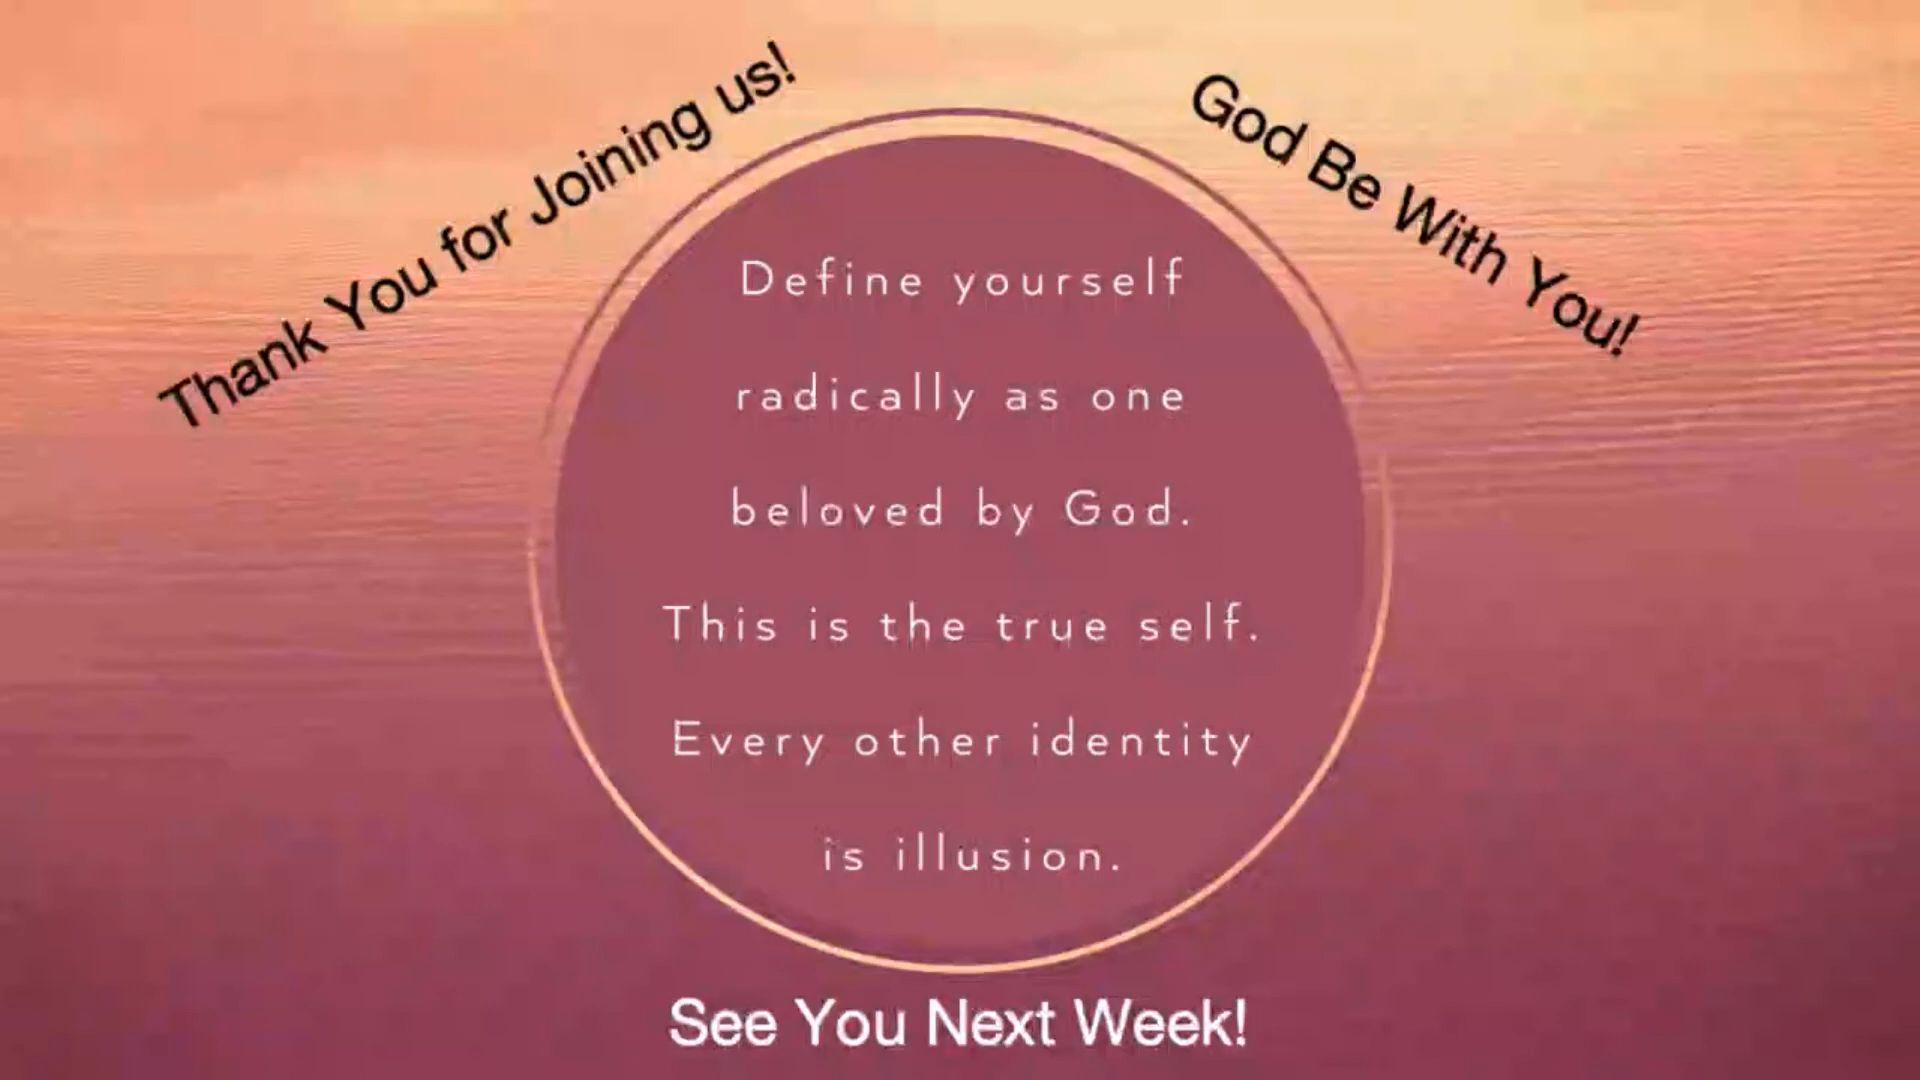 Thank You for Joining us!
God Be With You!
Define yourself
radically as one
beloved by God.
This is the true self.
Every other identity
is illusion.
See You Next Week!